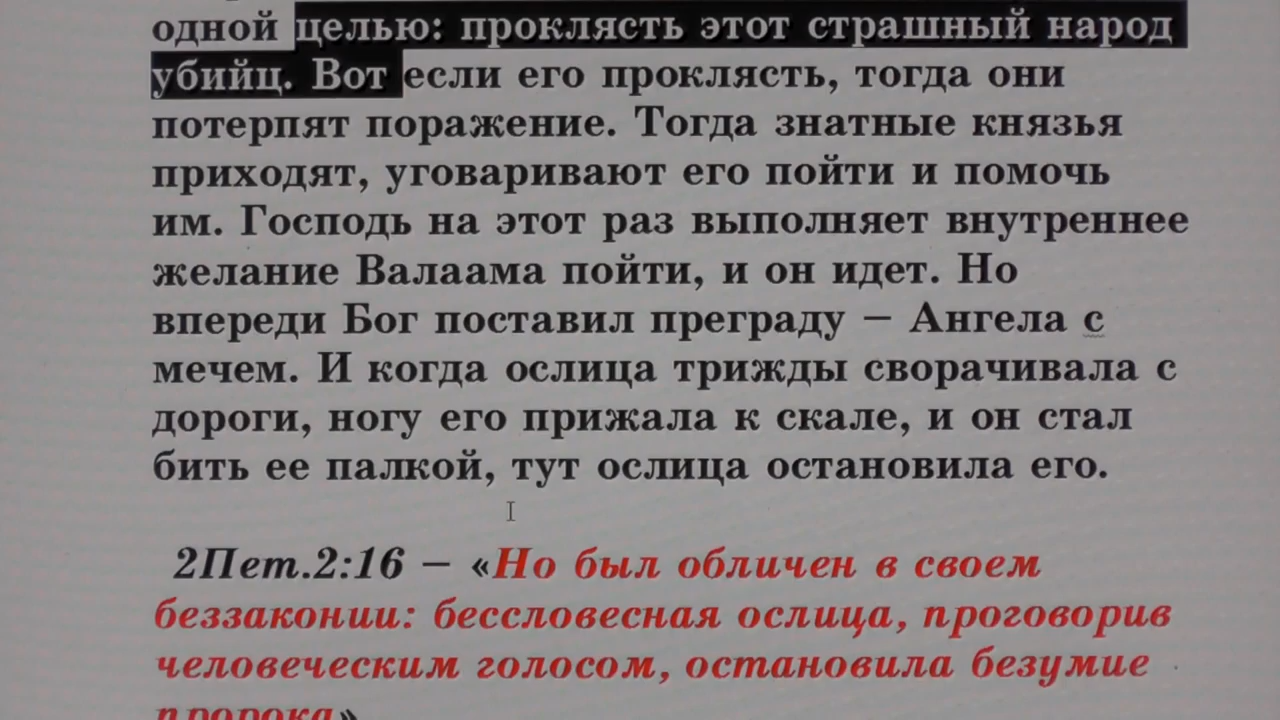 одной целью: проклясть этот страшный народ
убийц. Вот если его проклясть, тогда они
потерпят поражение. Тогда знатные князья
приходят, уговаривают его пойти и помочь
им. Господь на этот раз выполняет внутреннее
желание Валаама пойти, и он идет. Но
впереди Бог поставил преграду – Ангела с
мечем. И когда ослица трижды сворачивала с
дороги, ногу его прижала к скале, и он стал
бить ее палкой, тут ослица остановила его.
2Пет.2:16 – «Но был обличен в своем
беззаконии: бессловесная ослица, проговорив
человеческим голосом, остановила безумие
пророка»